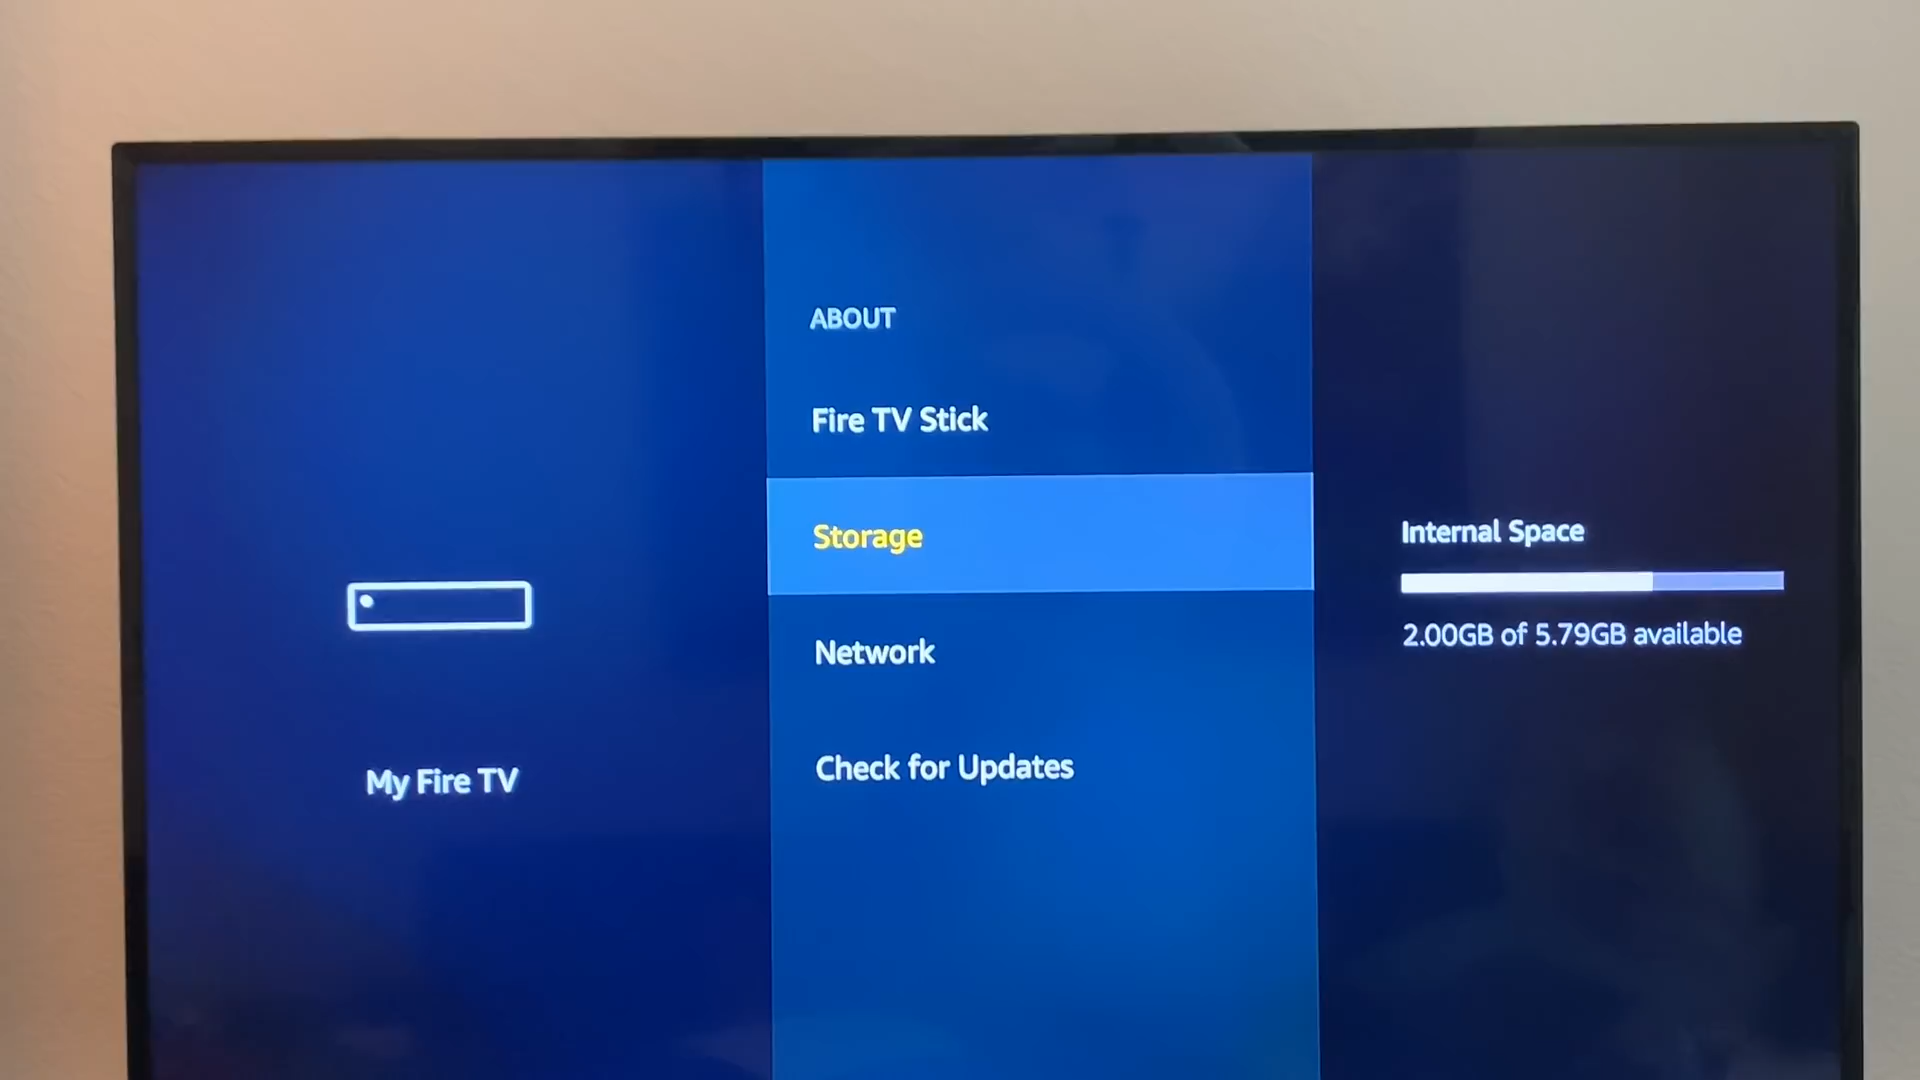 ABOUT
Fire TV Stick
Storage
Network
Check for Updates
My Fire TV
Internal Space
2.00GB of 5.79GB available